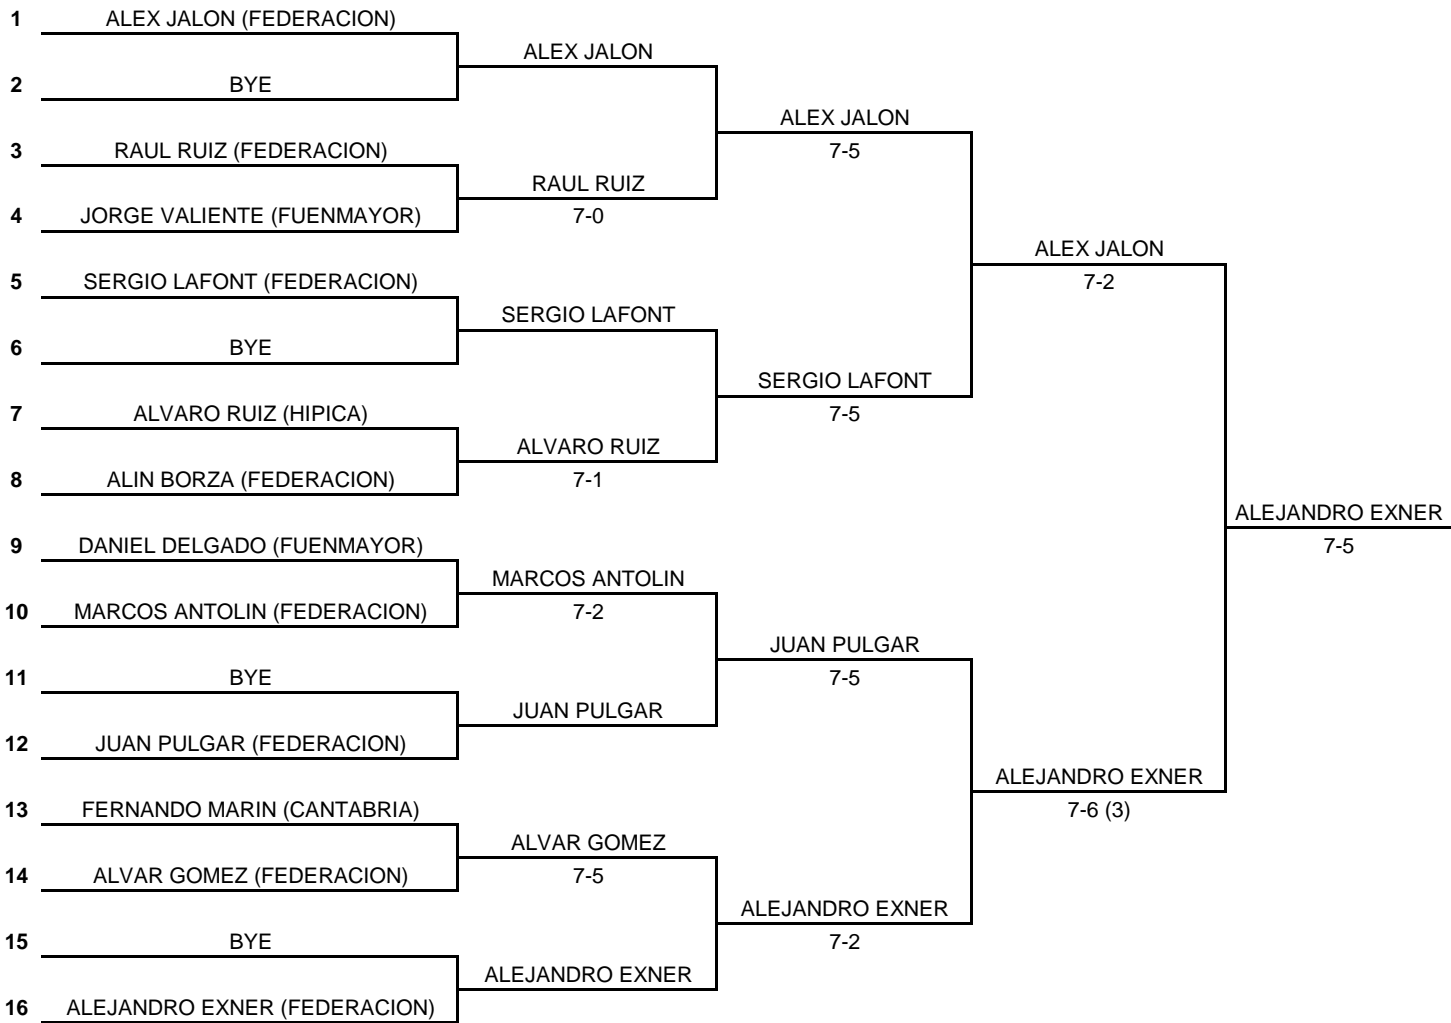 1 ALEX JALON (FEDERACION)
ALEX JALON
2 BYE
ALEX JALON
7-5
3 RAUL RUIZ (FEDERACION)
RAUL RUIZ
7-0
4 JORGE VALIENTE (FUENMAYOR)
ALEX JALON
7-2
5 SERGIO LAFONT (FEDERACION)
SERGIO LAFONT
6 BYE
SERGIO LAFONT
7-5
7 ALVARO RUIZ (HIPICA)
ALVARO RUIZ
7-1
8 ALIN BORZA (FEDERACION)
ALEJANDRO EXNER
7-5
9 DANIEL DELGADO (FUENMAYOR)
MARCOS ANTOLIN
7-2
10 MARCOS ANTOLIN (FEDERACION)
JUAN PULGAR
7-5
11 BYE
JUAN PULGAR
12 JUAN PULGAR (FEDERACION)
ALEJANDRO EXNER
7-6 (3)
13 FERNANDO MARIN (CANTABRIA)
ALVAR GOMEZ
7-5
14 ALVAR GOMEZ (FEDERACION)
ALEJANDRO EXNER
7-2
15 BYE
ALEJANDRO EXNER
16 ALEJANDRO EXNER (FEDERACION)